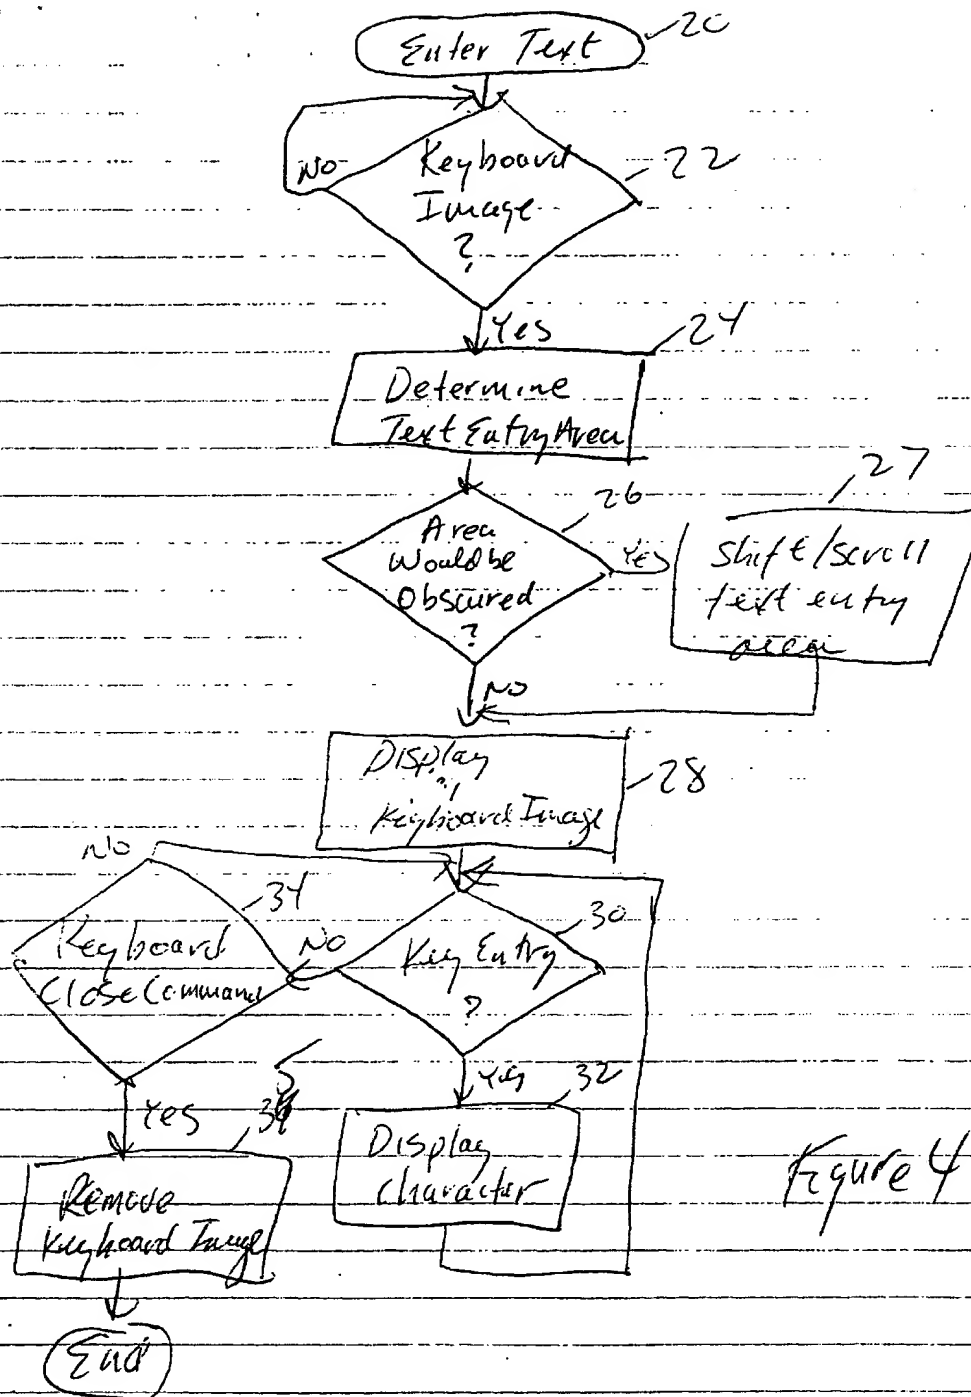 Enter Text
20
No
Keyboard
Image
?
22
Yes
24
Determine
Text Entry Area
26
Area
Would be
Obscured
?
Yes
27
Shift/scroll
text entry
area
No
Display
Keyboard Image
28
No
34
Keyboard
Close Command
No
30
Key Entry
?
Yes
32
Display
Character
Yes
5
Remove
Keyboard Image
End
Figure 4